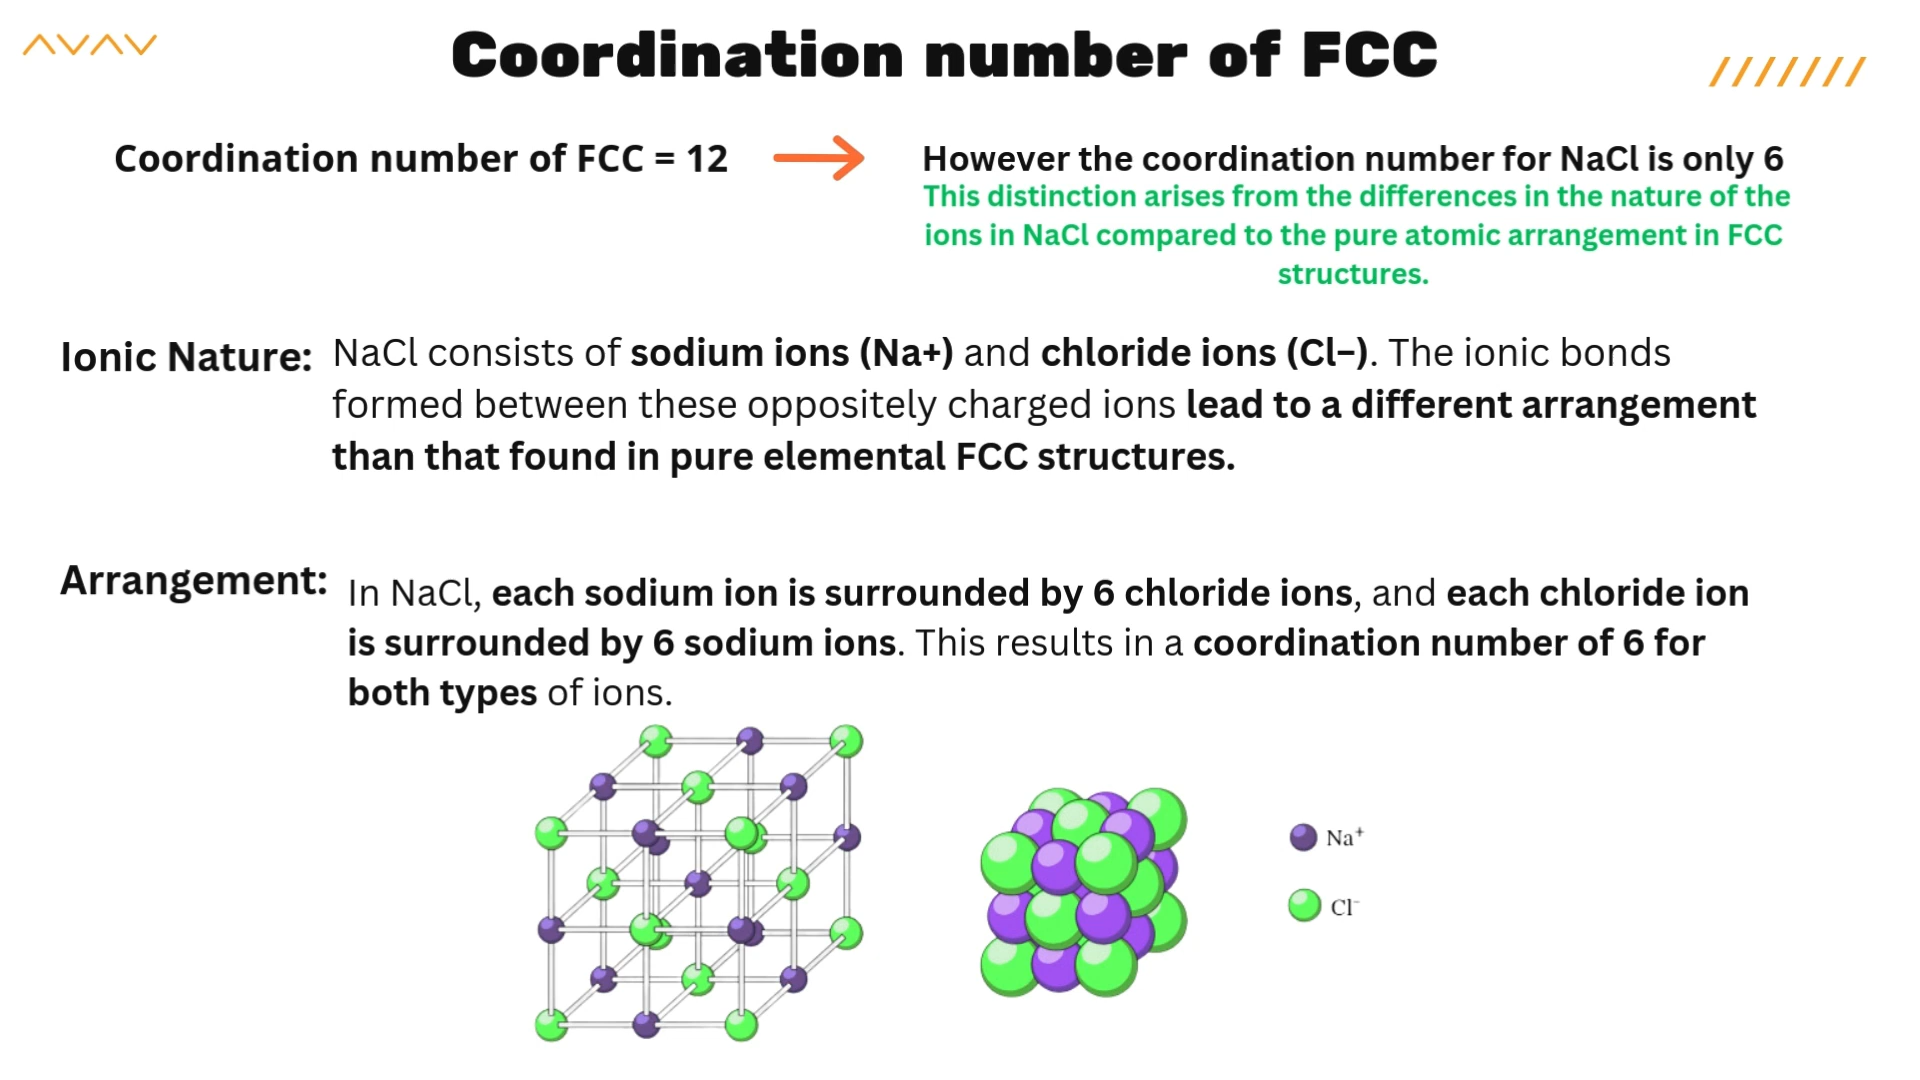 Coordination number of FCC
Coordination number of FCC = 12
However the coordination number for NaCl is only 6
This distinction arises from the differences in the nature of the
ions in NaCl compared to the pure atomic arrangement in FCC
structures.
Ionic Nature:
NaCl consists of sodium ions (Na+) and chloride ions (Cl−). The ionic bonds
formed between these oppositely charged ions lead to a different arrangement
than that found in pure elemental FCC structures.
Arrangement:
In NaCl, each sodium ion is surrounded by 6 chloride ions, and each chloride ion
is surrounded by 6 sodium ions. This results in a coordination number of 6 for
both types of ions.
Na⁺
Cl⁻